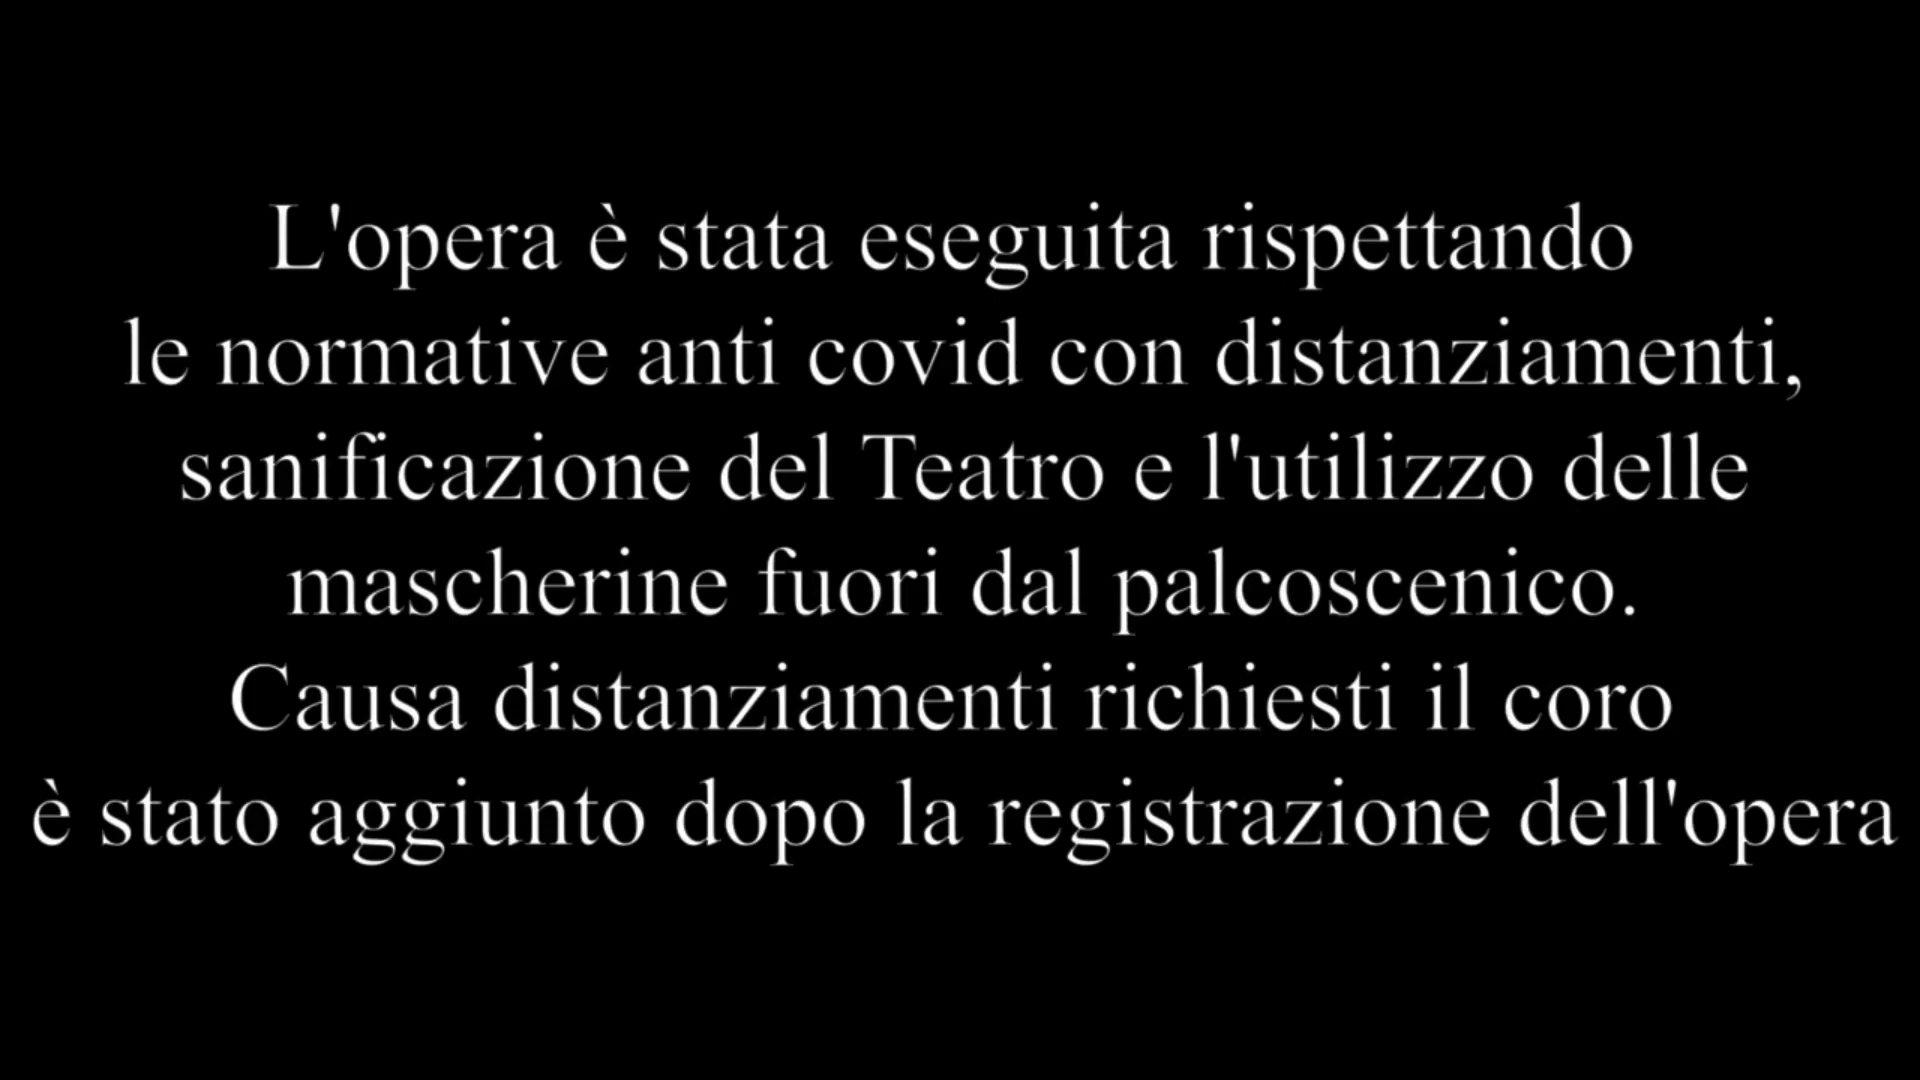 L'opera è stata eseguita rispettando
le normative anti covid con distanziamenti,
sanificazione del Teatro e l'utilizzo delle
mascherine fuori dal palcoscenico.
Causa distanziamenti richiesti il coro
è stato aggiunto dopo la registrazione dell'opera